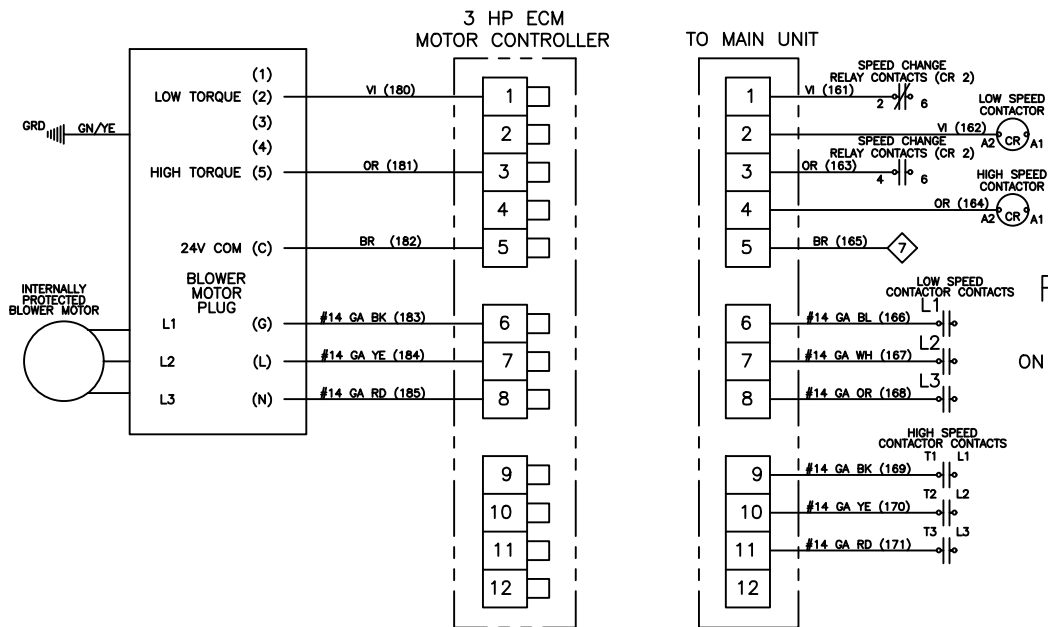 3 HP ECM
MOTOR CONTROLLER
TO MAIN UNIT
(1)
LOW TORQUE (2)
(3)
(4)
HIGH TORQUE (5)
24V COM (C)
BLOWER
MOTOR
PLUG
L1 (G)
L2 (L)
L3 (N)
GRD
GN/YE
INTERNALLY
PROTECTED
BLOWER MOTOR
VI (180)
OR (181)
BR (182)
#14 GA BK (183)
#14 GA YE (184)
#14 GA RD (185)
1
2
3
4
5
6
7
8
9
10
11
12
1
2
3
4
5
6
7
8
9
10
11
12
VI (161)
SPEED CHANGE
RELAY CONTACTS (CR 2)
2 6
LOW SPEED
CONTACTOR
VI (162)
A2 CR A1
SPEED CHANGE
RELAY CONTACTS (CR 2)
OR (163)
4 6
HIGH SPEED
CONTACTOR
OR (164)
A2 CR A1
BR (165)
7
LOW SPEED
CONTACTOR CONTACTS
L1
#14 GA BL (166)
L2
#14 GA WH (167)
L3
#14 GA OR (168)
ON
HIGH SPEED
CONTACTOR CONTACTS
T1 L1
#14 GA BK (169)
T2 L2
#14 GA YE (170)
T3 L3
#14 GA RD (171)